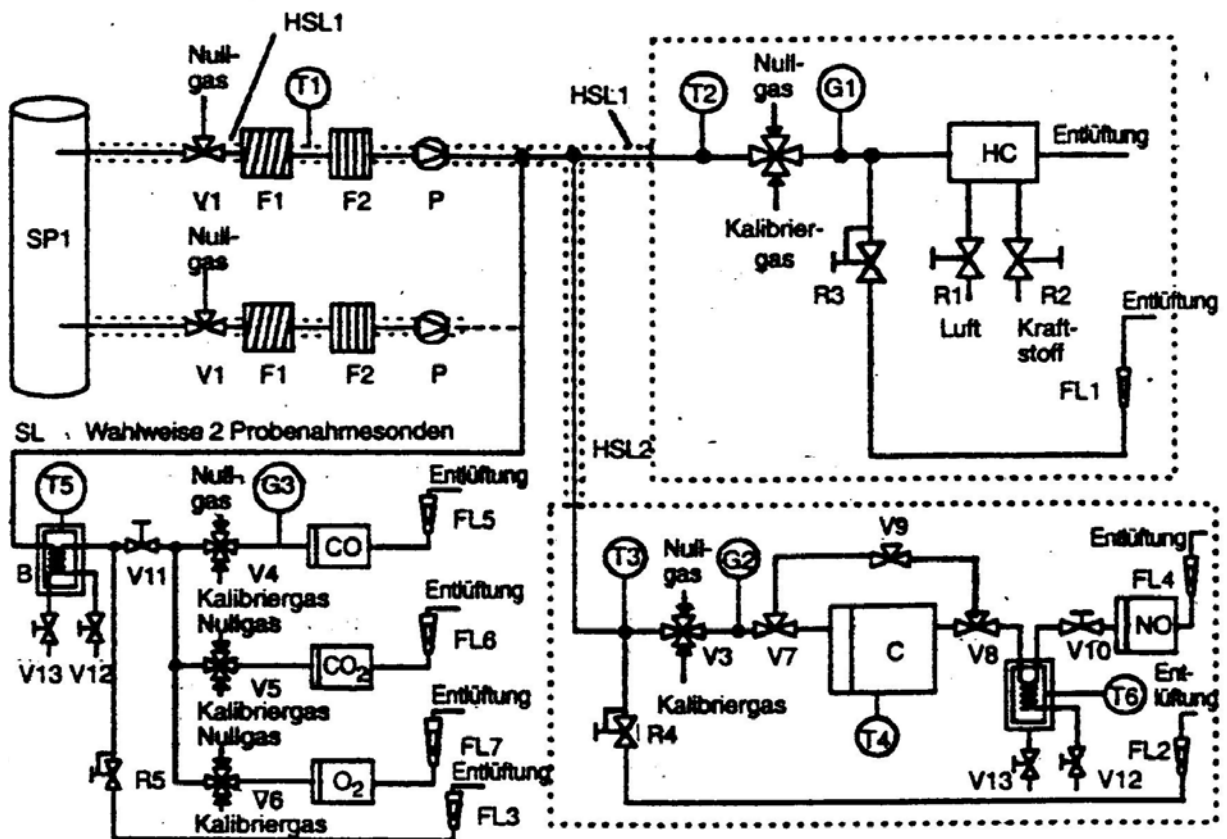 HSL1
Null-
gas
T1
V1
F1
F2
P
SP1
Null-
gas
V1
F1
F2
P
HSL1
T2
Null-
gas
G1
Kalibrier-
gas
HC
Entlüftung
R3
R1
R2
Luft
Kraft-
stoff
Entlüftung
FL1
SL
Wahlweise 2 Probenahmesonden
HSL2
T5
B
V13
V12
V11
Null-
gas
G3
V4
CO
Entlüftung
FL5
Kalibriergas
Nullgas
V5
CO2
Entlüftung
FL6
Kalibriergas
Nullgas
V6
O2
Entlüftung
FL7
Kalibriergas
R5
Entlüftung
FL3
T3
Null-
gas
G2
V3
Kalibriergas
V7
V9
C
T4
V8
R4
V10
NO
Entlüftung
FL4
T6
V13
V12
Ent-
lüftung
FL2